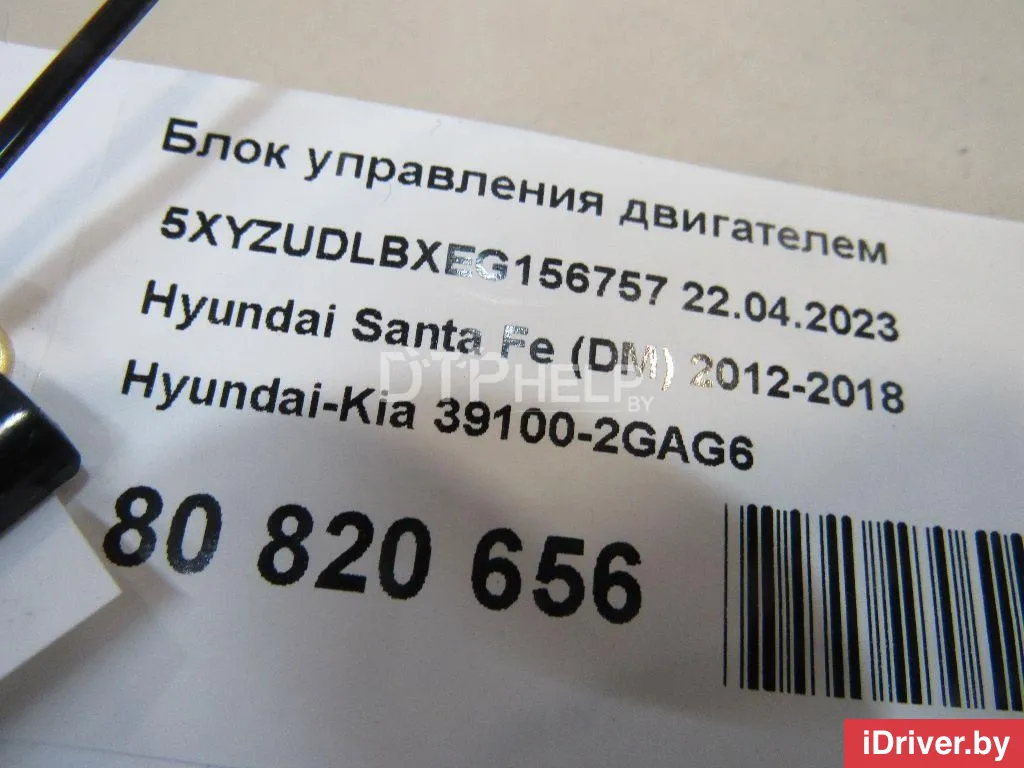 Блок управления двигателем
5XYZUDLBXEG156757 22.04.2023
Hyundai Santa Fe (DM) 2012-2018
Hyundai-Kia 39100-2GAG6
DTPHELP.BY
80 820 656
iDriver.by